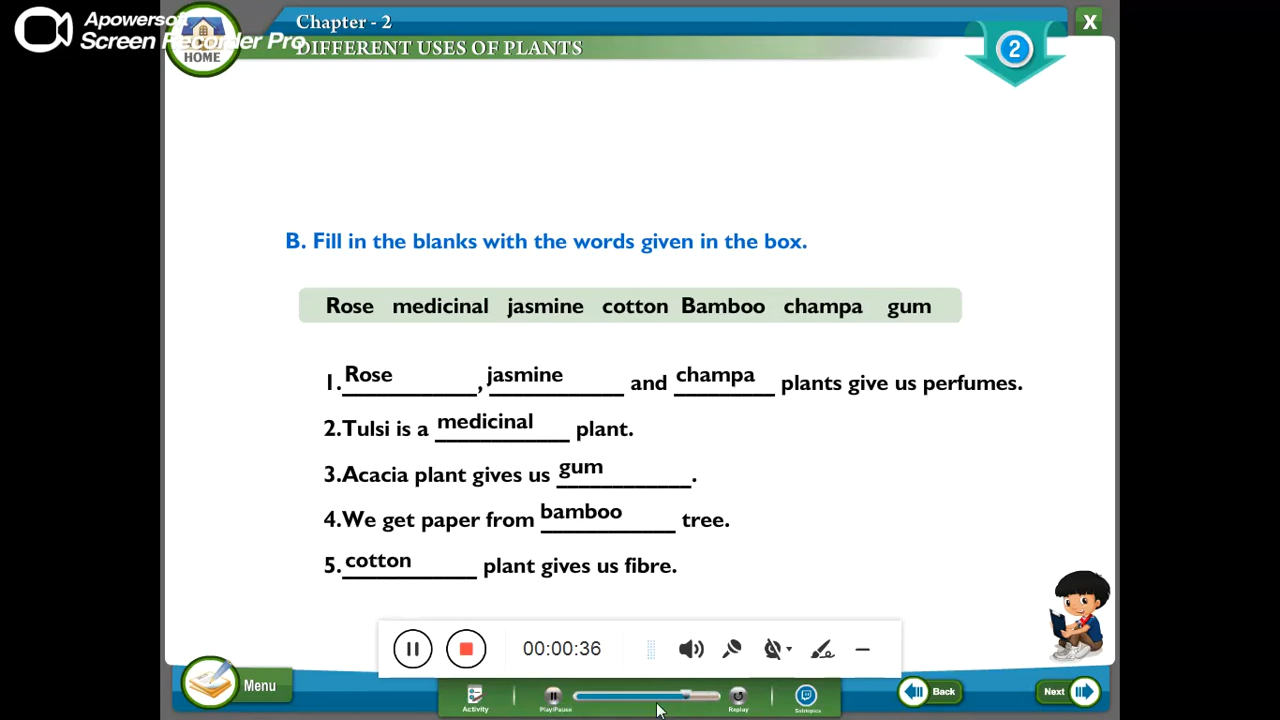 Apowersoft
Screen Recorder Pro
Chapter - 2
DIFFERENT USES OF PLANTS
HOME
2
X
B. Fill in the blanks with the words given in the box.
Rose medicinal jasmine cotton Bamboo champa gum
1. Rose, jasmine and champa plants give us perfumes.
2.Tulsi is a medicinal plant.
3.Acacia plant gives us gum.
4.We get paper from bamboo tree.
5. cotton plant gives us fibre.
00:00:36
Menu
Activity
Play/Pause
Replay
Subtopics
Back
Next